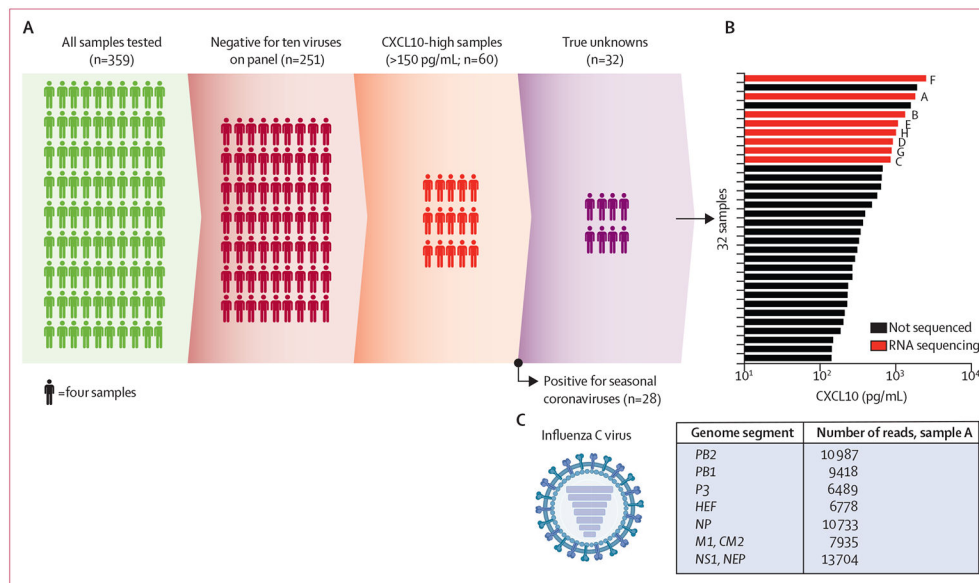 A
All samples tested
(n=359)
Negative for ten viruses
on panel (n=251)
CXCL10-high samples
(>150 pg/mL; n=60)
True unknowns
(n=32)
=four samples
Positive for seasonal
coronaviruses (n=28)
B
F
A
B
E
H
D
G
C
32 samples
Not sequenced
RNA sequencing
10¹
10²
10³
10⁴
CXCL10 (pg/mL)
C
Influenza C virus
Genome segment Number of reads, sample A
PB2 10987
PB1 9418
P3 6489
HEF 6778
NP 10733
M1, CM2 7935
NS1, NEP 13704